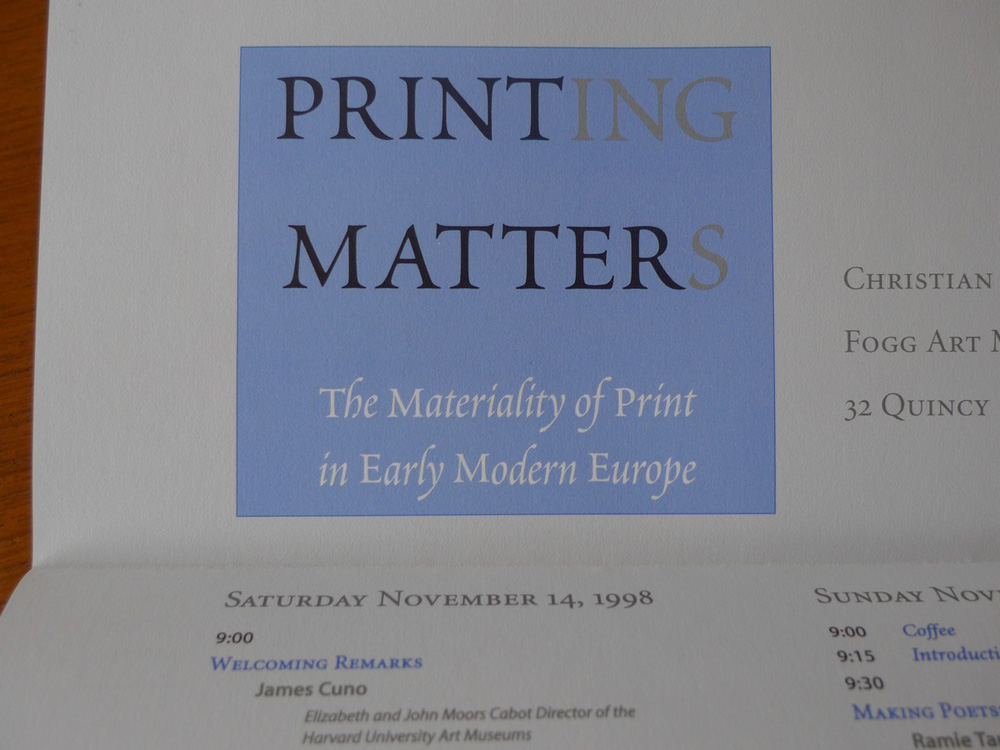 PRINTING
MATTERS
The Materiality of Print
in Early Modern Europe
CHRISTIAN
FOGG ART
32 QUINCY
SATURDAY NOVEMBER 14, 1998
9:00
WELCOMING REMARKS
James Cuno
Elizabeth and John Moors Cabot Director of the
Harvard University Art Museums
SUNDAY
9:00 Coffee
9:15
9:30
MAKING POETS
Ramie